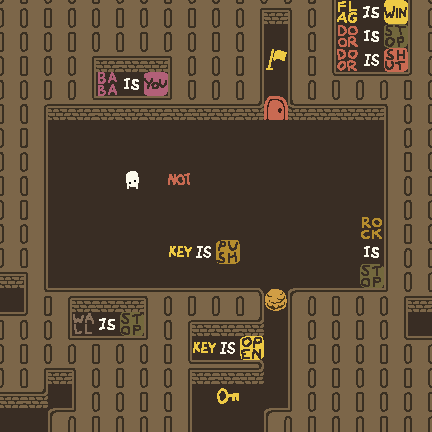 FLAG IS WIN
DOOR IS STOP
DOOR IS SHUT
BABA IS YOU
NOT
ROCK
KEY IS PUSH
IS
STOP
WALL IS STOP
KEY IS OPEN